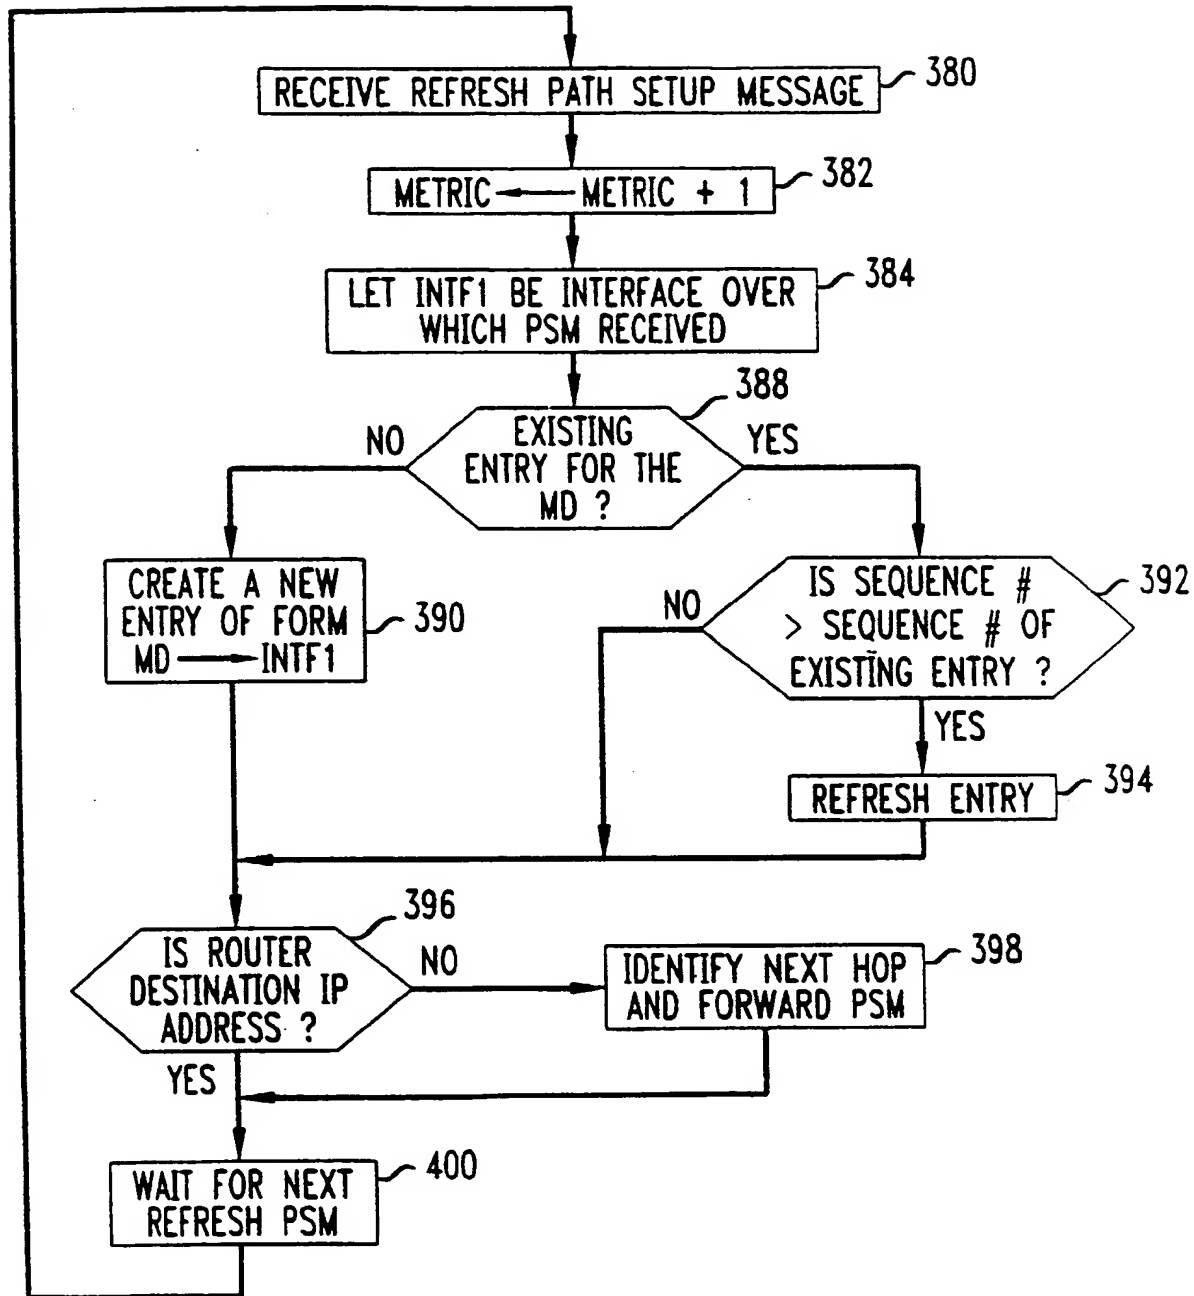 RECEIVE REFRESH PATH SETUP MESSAGE
380
METRIC ← METRIC + 1
382
LET INTF1 BE INTERFACE OVER
WHICH PSM RECEIVED
384
EXISTING
ENTRY FOR THE
MD ?
388
NO
YES
CREATE A NEW
ENTRY OF FORM
MD → INTF1
390
IS SEQUENCE #
> SEQUENCE # OF
EXISTING ENTRY ?
392
NO
YES
REFRESH ENTRY
394
IS ROUTER
DESTINATION IP
ADDRESS ?
396
NO
YES
IDENTIFY NEXT HOP
AND FORWARD PSM
398
WAIT FOR NEXT
REFRESH PSM
400